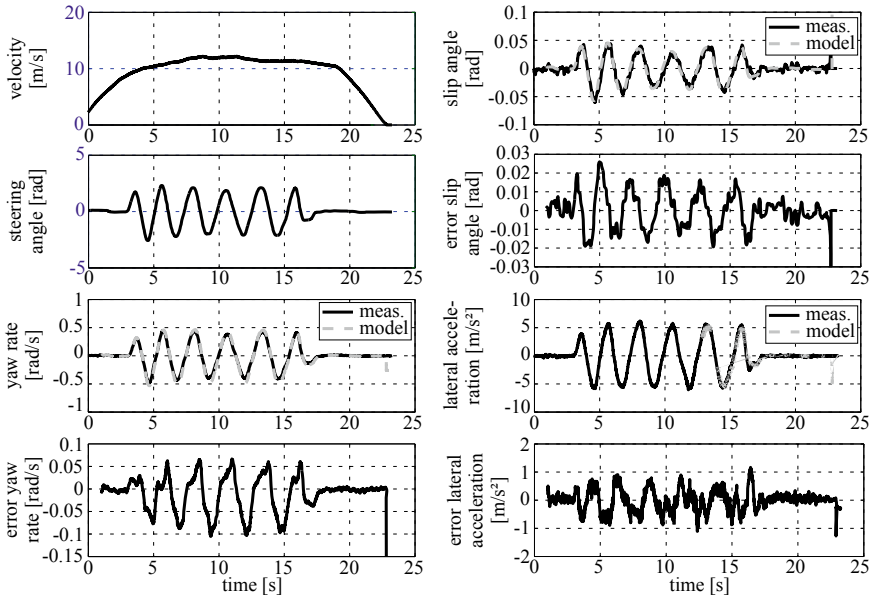 20
10
0
velocity
[m/s]
0 5 10 15 20 25
5
0
-5
steering
angle [rad]
0 5 10 15 20 25
1
0.5
0
-0.5
-1
yaw rate
[rad/s]
meas.
model
0 5 10 15 20 25
0.1
0.05
0
-0.05
-0.1
-0.15
error yaw
rate [rad/s]
0 5 10 15 20 25
time [s]
0.1
0.05
0
-0.05
-0.1
slip angle
[rad]
meas.
model
0 5 10 15 20 25
0.03
0.02
0.01
0
-0.01
-0.02
-0.03
error slip
angle [rad]
0 5 10 15 20 25
10
5
0
-5
-10
lateral accele-
ration [m/s²]
meas.
model
0 5 10 15 20 25
2
1
0
-1
-2
error lateral
acceleration
[m/s²]
0 5 10 15 20 25
time [s]